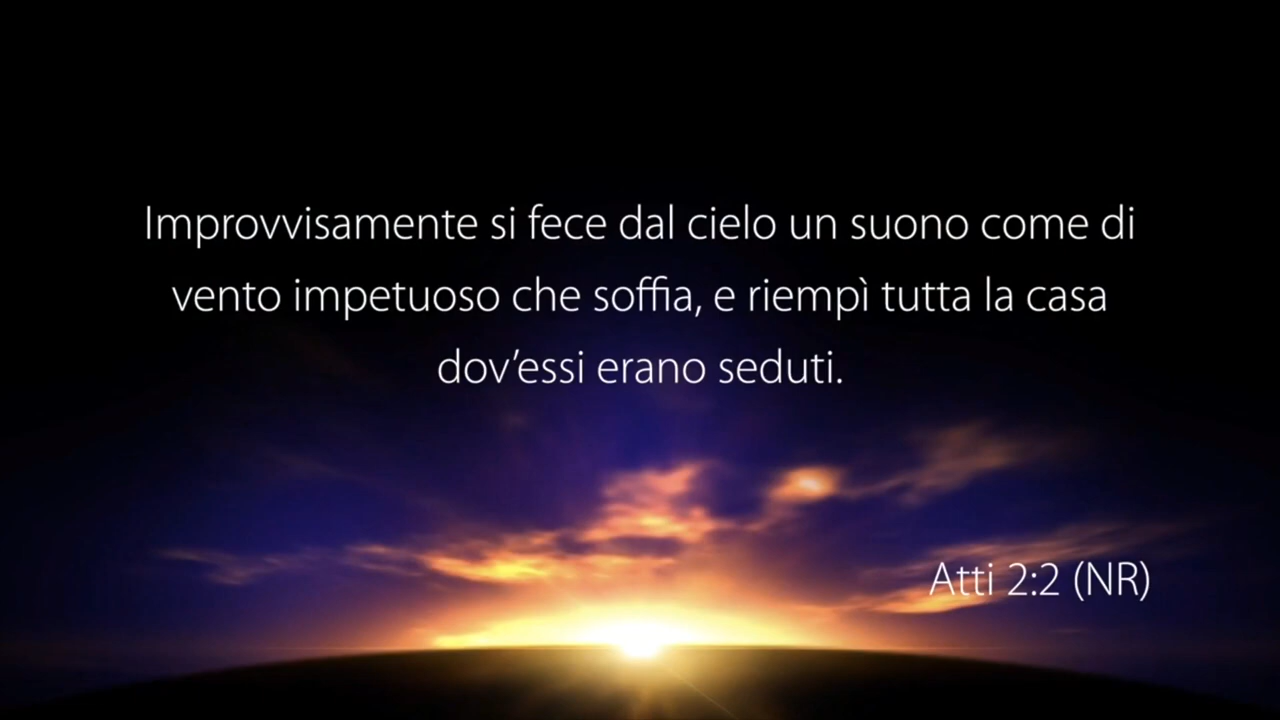 Improvvisamente si fece dal cielo un suono come di
vento impetuoso che soffia, e riempì tutta la casa
dov’essi erano seduti.
Atti 2:2 (NR)